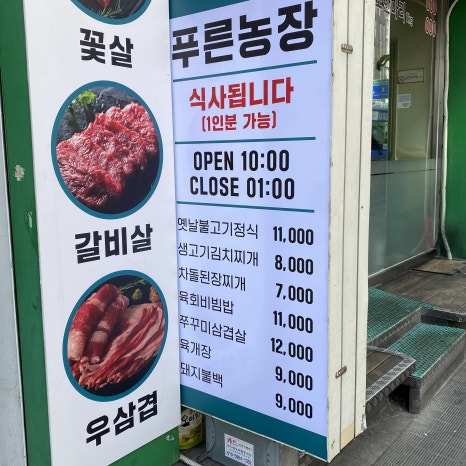 꽃살
갈비살
우삼겹
푸른농장
식사됩니다
(1인분 가능)
OPEN 10:00
CLOSE 01:00
옛날불고기정식 11,000
생고기김치찌개 8,000
차돌된장찌개 7,000
육회비빔밥 11,000
쭈꾸미삼겹살 12,000
육개장 9,000
돼지불백 9,000